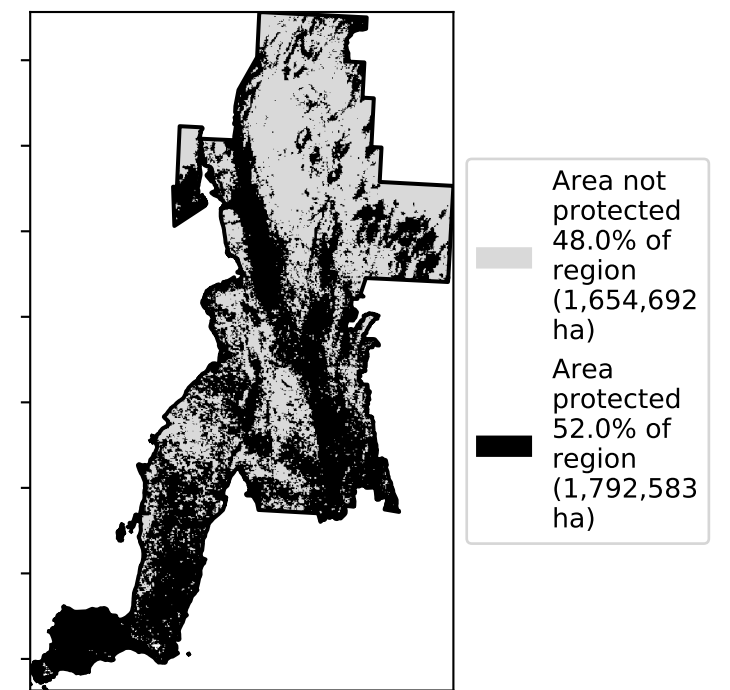 Area not
protected
48.0% of
region
(1,654,692
ha)
Area
protected
52.0% of
region
(1,792,583
ha)